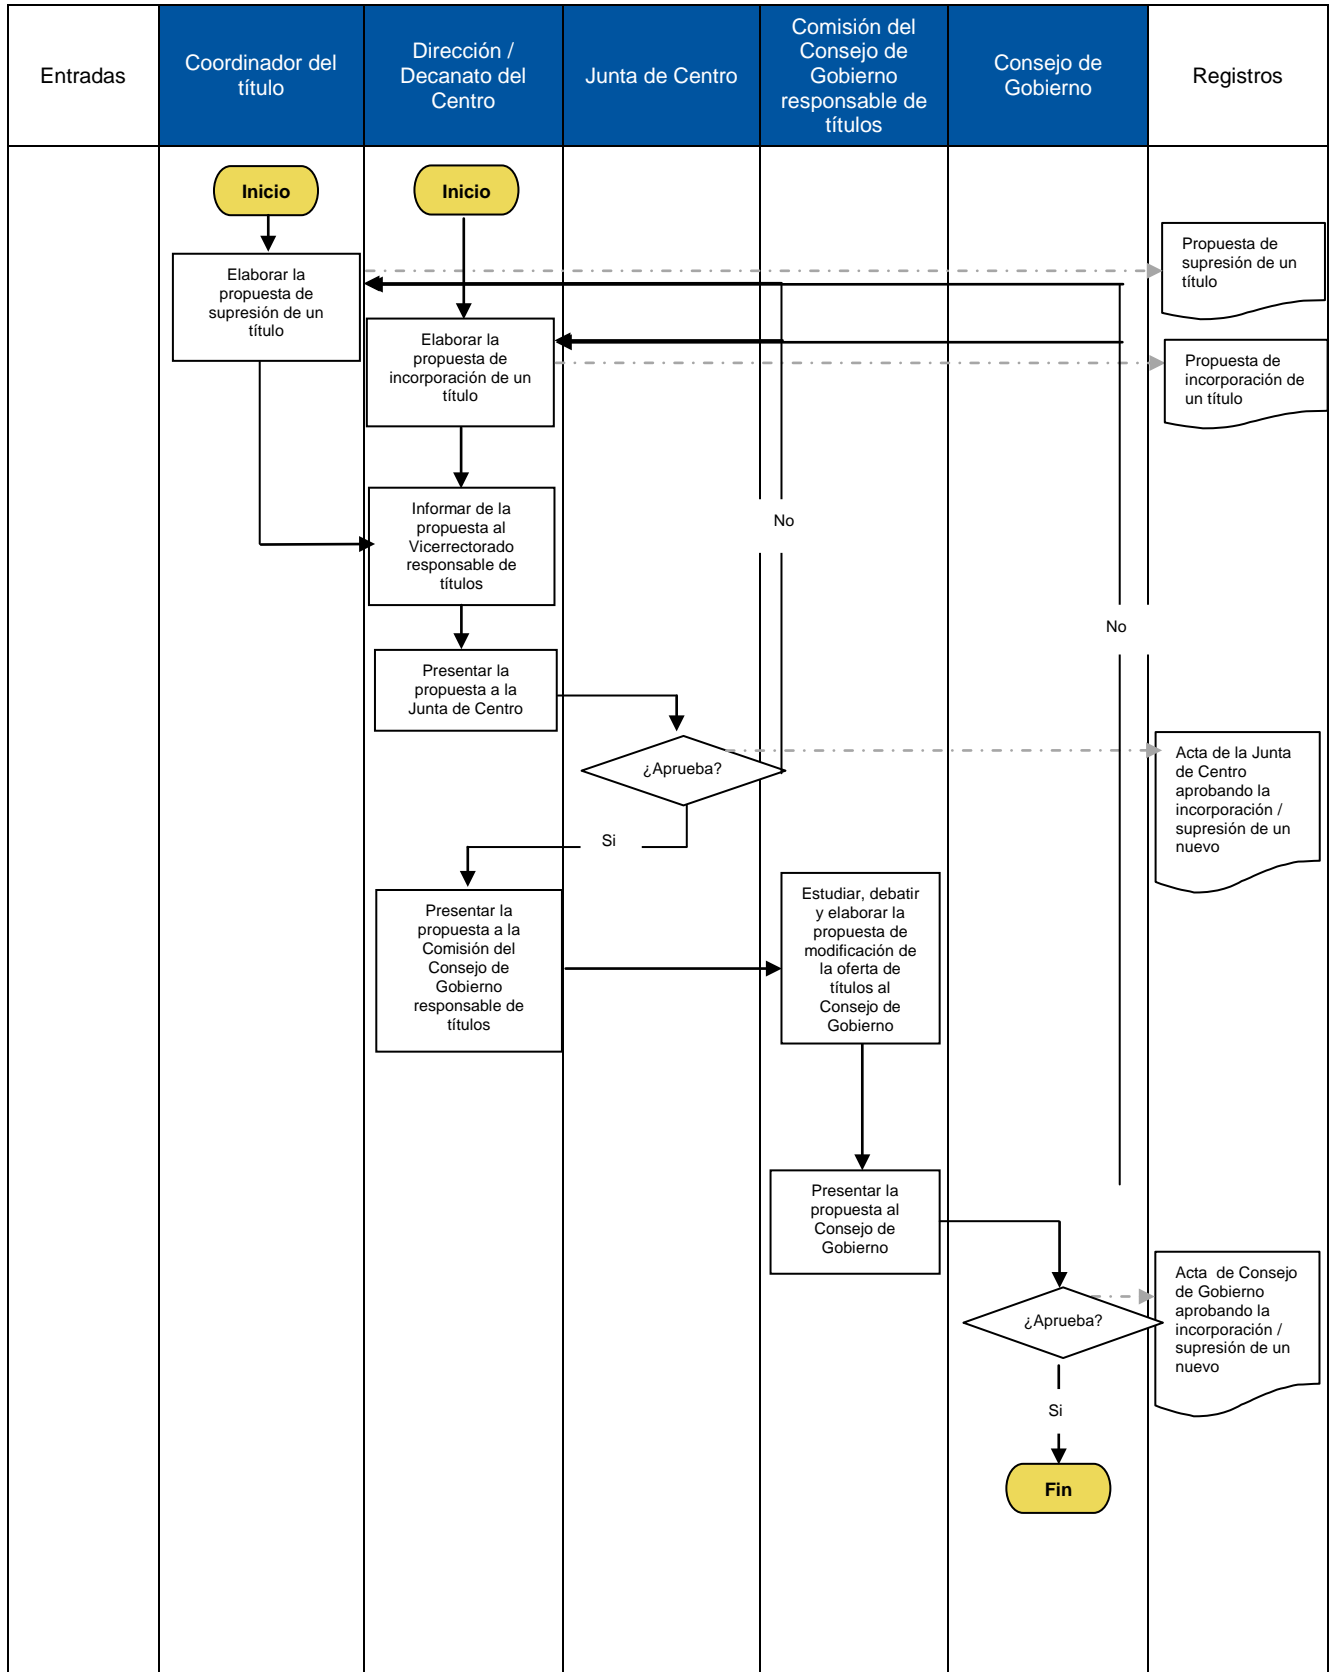 Entradas
Coordinador del
título
Dirección /
Decanato del
Centro
Junta de Centro
Comisión del
Consejo de
Gobierno
responsable de
títulos
Consejo de
Gobierno
Registros
Inicio
Inicio
Elaborar la
propuesta de
supresión de un
título
Propuesta de
supresión de un
título
Elaborar la
propuesta de
incorporación de un
título
Propuesta de
incorporación de
un título
Informar de la
propuesta al
Vicerrectorado
responsable de
títulos
No
No
Presentar la
propuesta a la
Junta de Centro
¿Aprueba?
Acta de la Junta
de Centro
aprobando la
incorporación /
supresión de un
nuevo
Si
Presentar la
propuesta a la
Comisión del
Consejo de
Gobierno
responsable de
títulos
Estudiar, debatir
y elaborar la
propuesta de
modificación de
la oferta de
títulos al
Consejo de
Gobierno
Presentar la
propuesta al
Consejo de
Gobierno
¿Aprueba?
Acta  de Consejo
de Gobierno
aprobando la
incorporación /
supresión de un
nuevo
Si
Fin